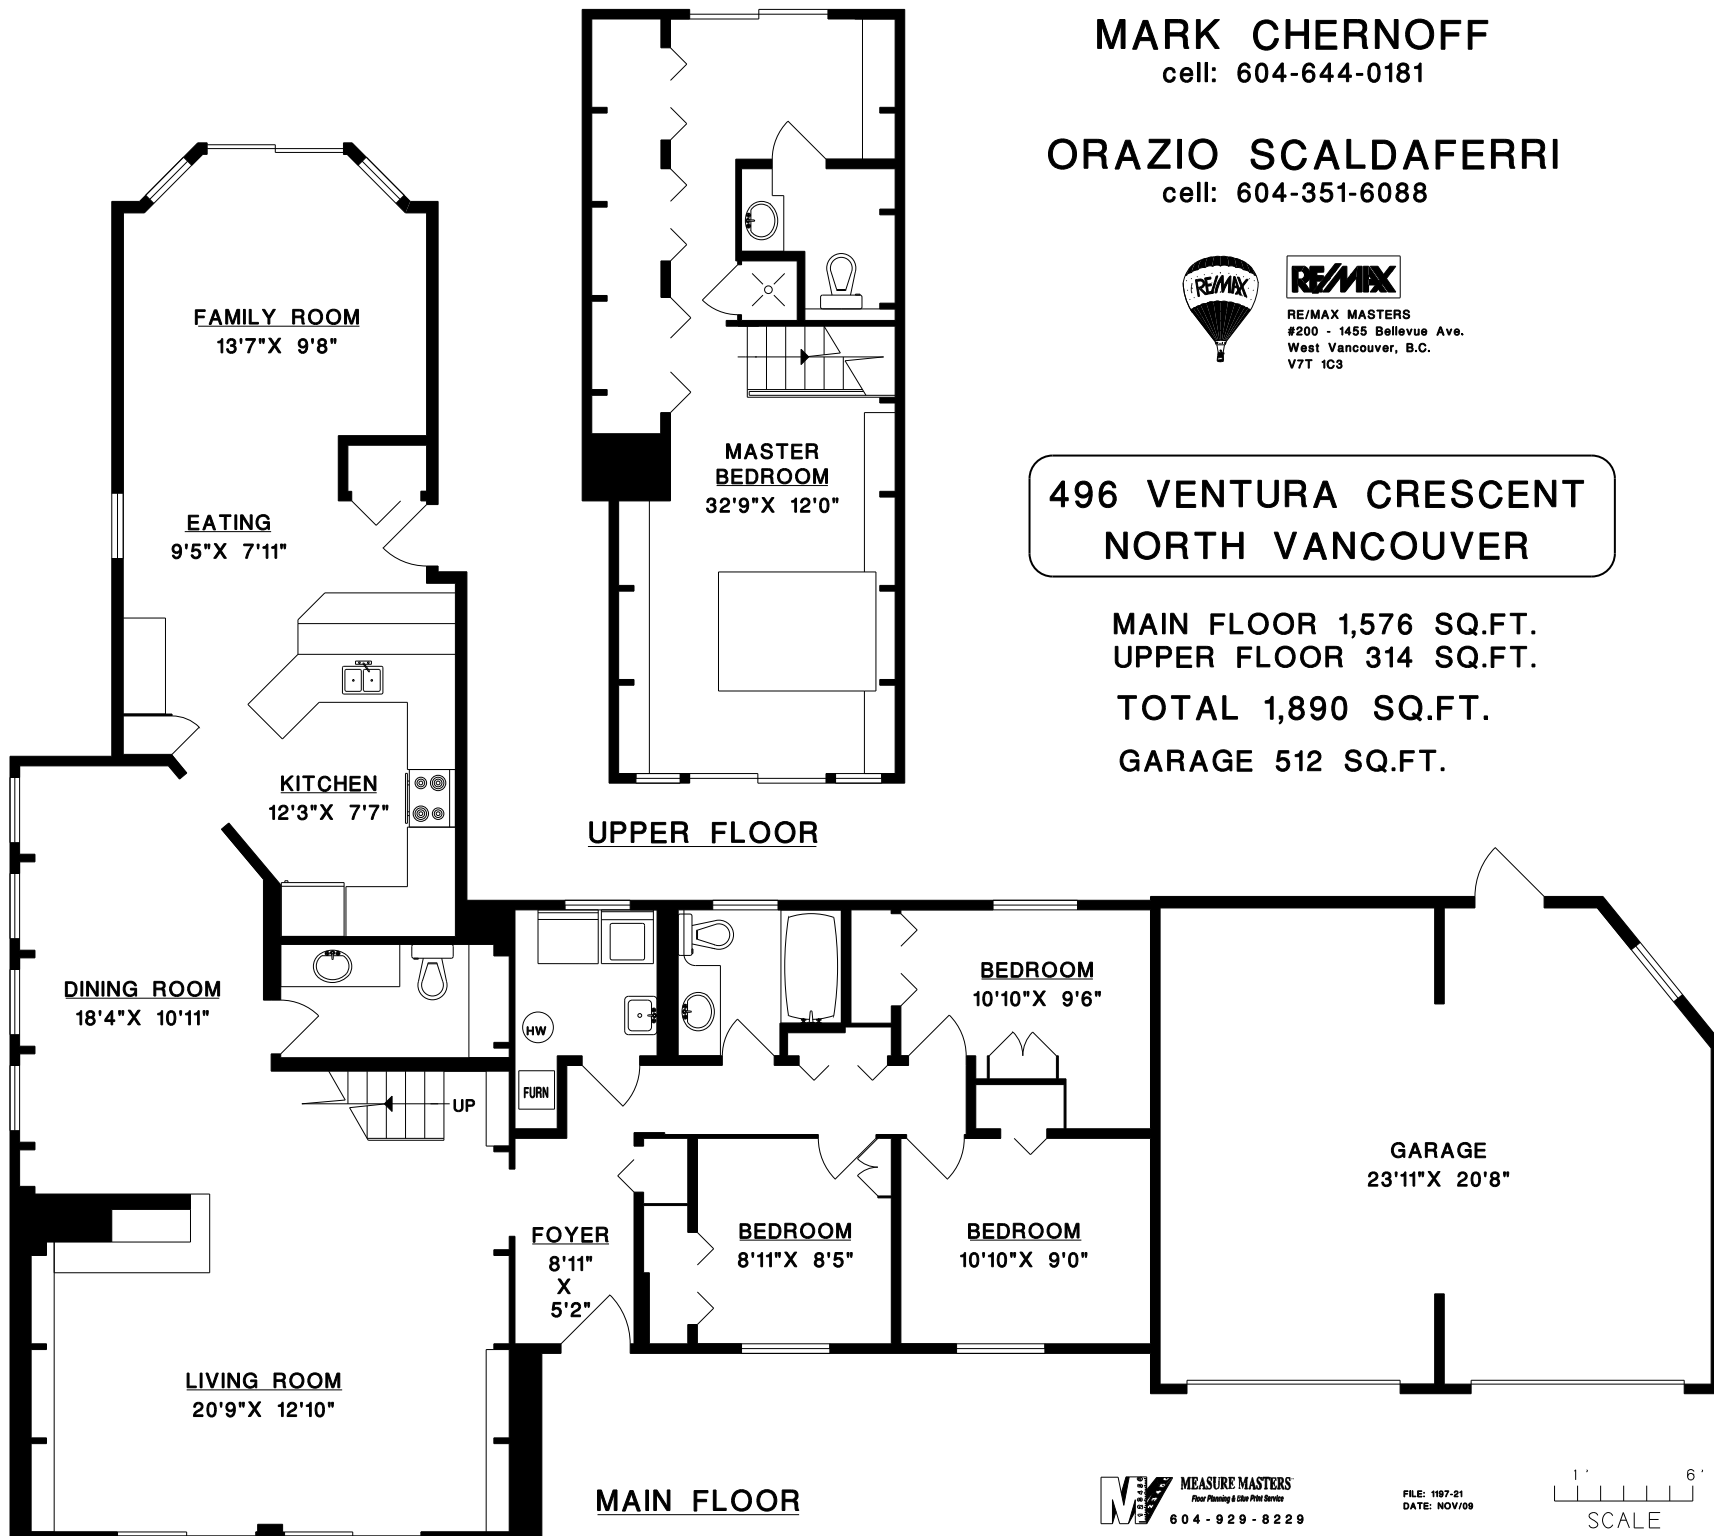 MARK CHERNOFF
cell: 604-644-0181
ORAZIO SCALDAFERRI
cell: 604-351-6088
RE/MAX
RE/MAX
RE/MAX MASTERS
#200 - 1455 Bellevue Ave.
West Vancouver, B.C.
V7T 1C3
496 VENTURA CRESCENT
NORTH VANCOUVER
MAIN FLOOR 1,576 SQ.FT.
UPPER FLOOR 314 SQ.FT.
TOTAL 1,890 SQ.FT.
GARAGE 512 SQ.FT.
MASTER
BEDROOM
32'9"X 12'0"
UPPER FLOOR
FAMILY ROOM
13'7"X 9'8"
EATING
9'5"X 7'11"
KITCHEN
12'3"X 7'7"
DINING ROOM
18'4"X 10'11"
UP
HW
FURN
BEDROOM
10'10"X 9'6"
GARAGE
23'11"X 20'8"
FOYER
8'11"
X
5'2"
BEDROOM
8'11"X 8'5"
BEDROOM
10'10"X 9'0"
LIVING ROOM
20'9"X 12'10"
MAIN FLOOR
MEASURE MASTERS
Floor Planning & Blue Print Service
604-929-8229
FILE: 1197-21
DATE: NOV/09
1' 6'
SCALE